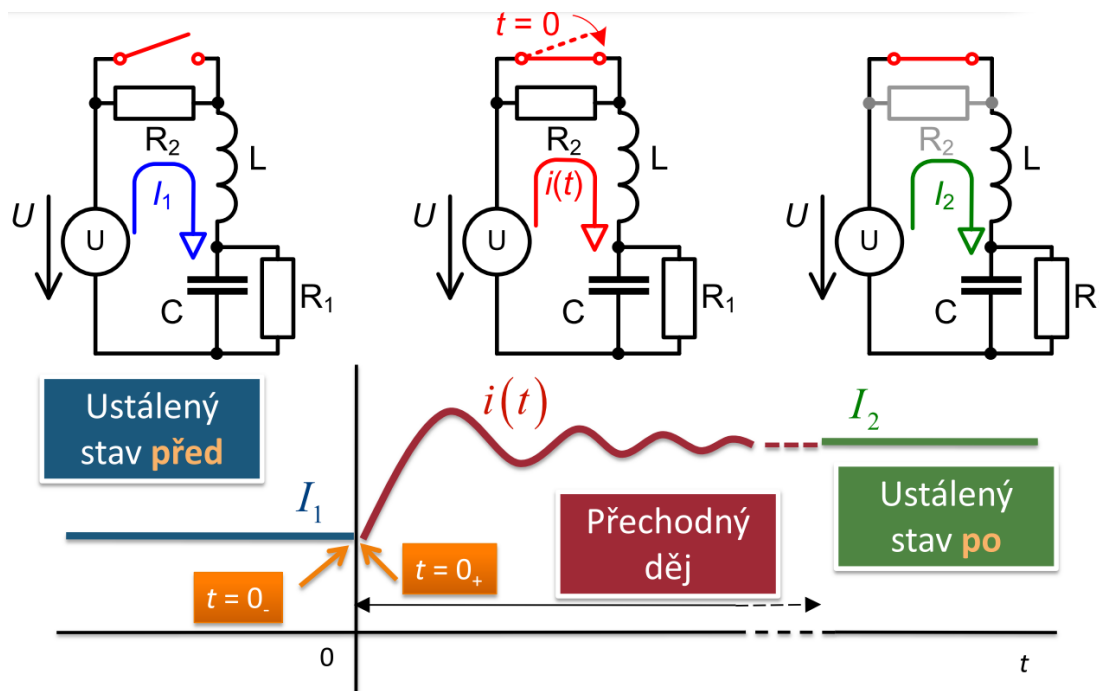 t = 0
R₂
L
I₁
U
U
C
R₁
R₂
L
i(t)
U
U
C
R₁
R₂
L
I₂
U
U
C
R
Ustálený
stav před
i(t)
I₂
I₁
Přechodný
děj
Ustálený
stav po
t = 0₋
t = 0₊
0
t